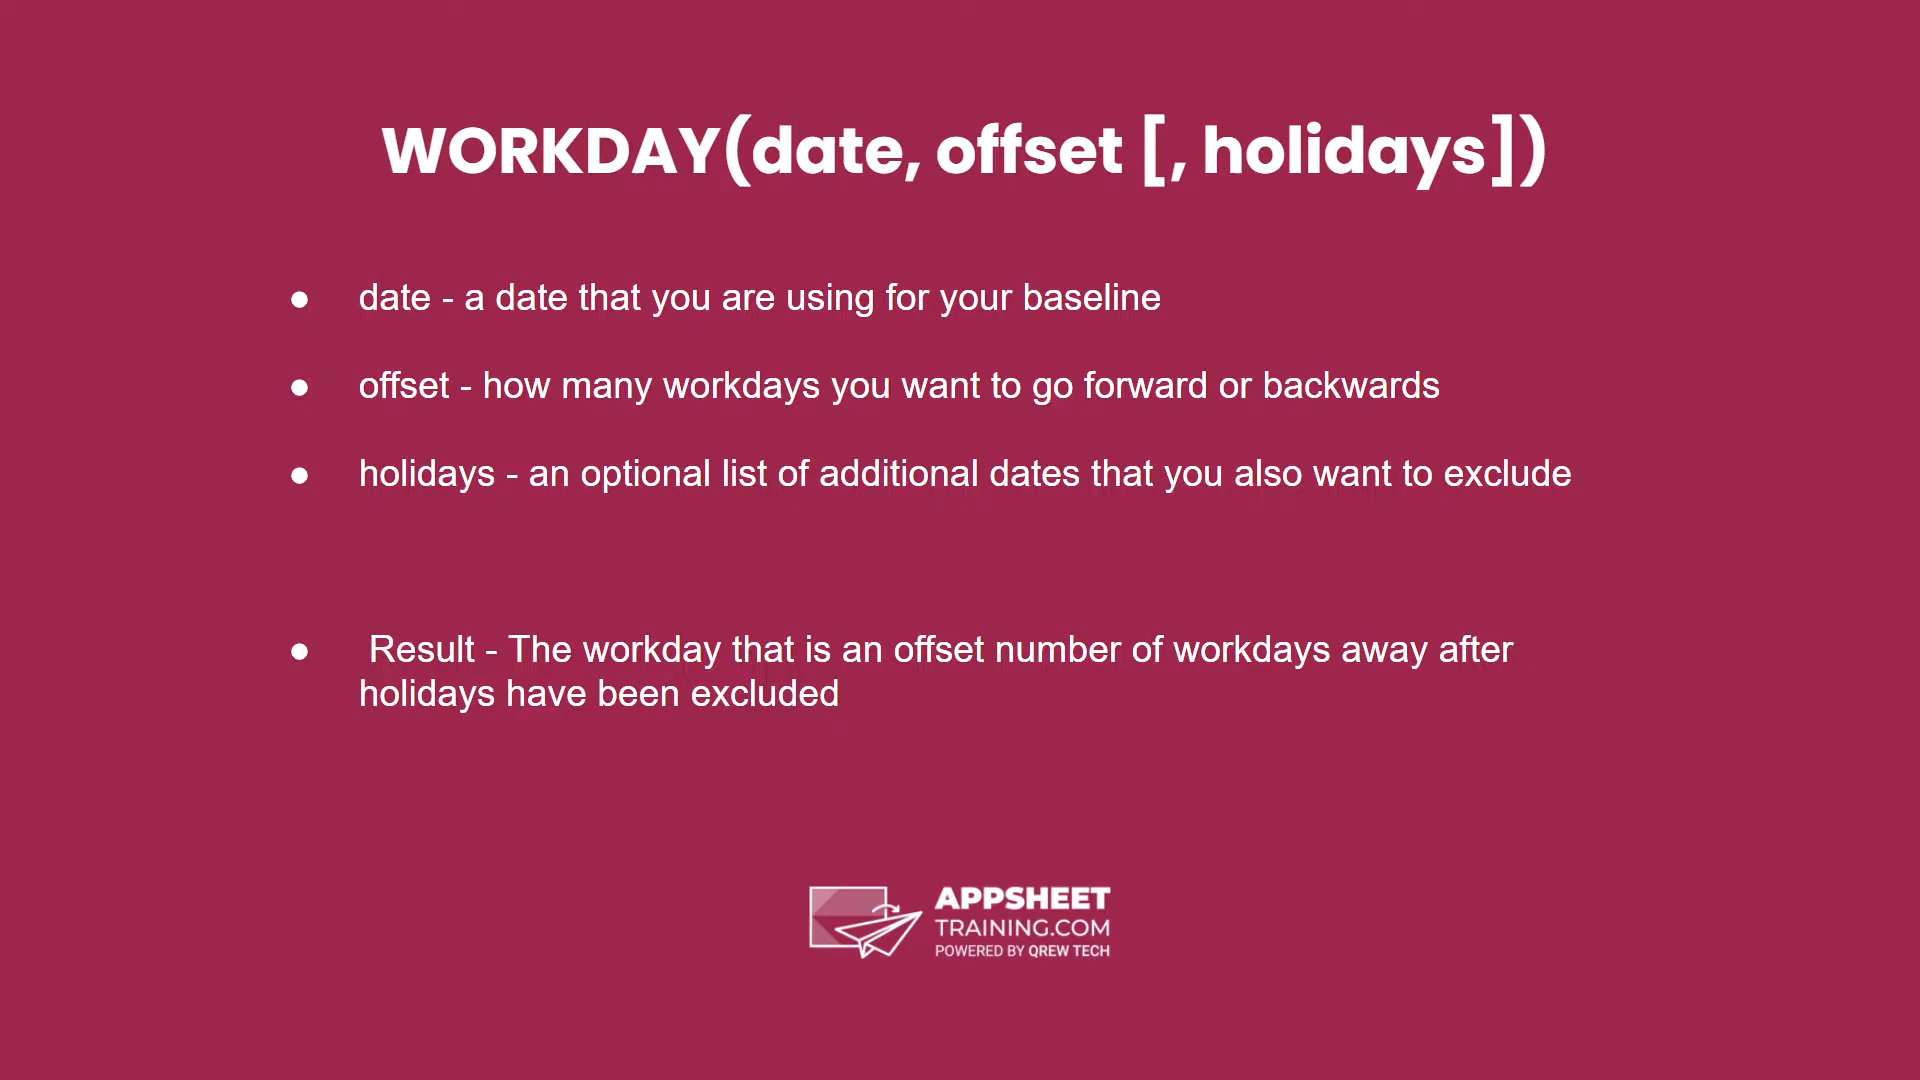 WORKDAY(date, offset [, holidays])
● date - a date that you are using for your baseline
● offset - how many workdays you want to go forward or backwards
● holidays - an optional list of additional dates that you also want to exclude
● Result - The workday that is an offset number of workdays away after
holidays have been excluded
APPSHEET
TRAINING.COM
POWERED BY QREW TECH